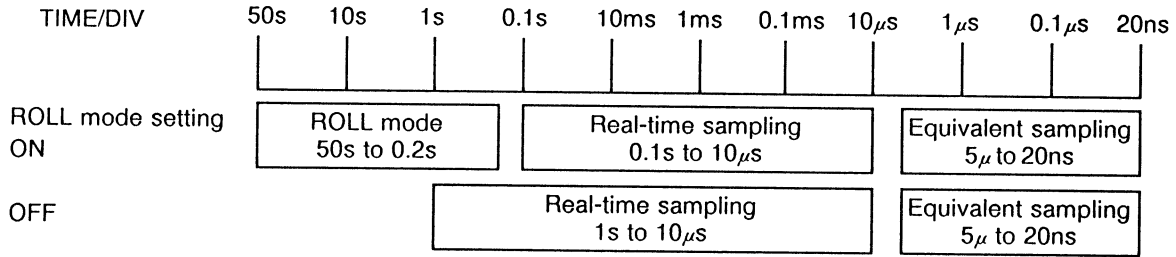 TIME/DIV 50s 10s 1s 0.1s 10ms 1ms 0.1ms 10μs 1μs 0.1μs 20ns
ROLL mode setting
ON
ROLL mode
50s to 0.2s
Real-time sampling
0.1s to 10μs
Equivalent sampling
5μ to 20ns
OFF
Real-time sampling
1s to 10μs
Equivalent sampling
5μ to 20ns